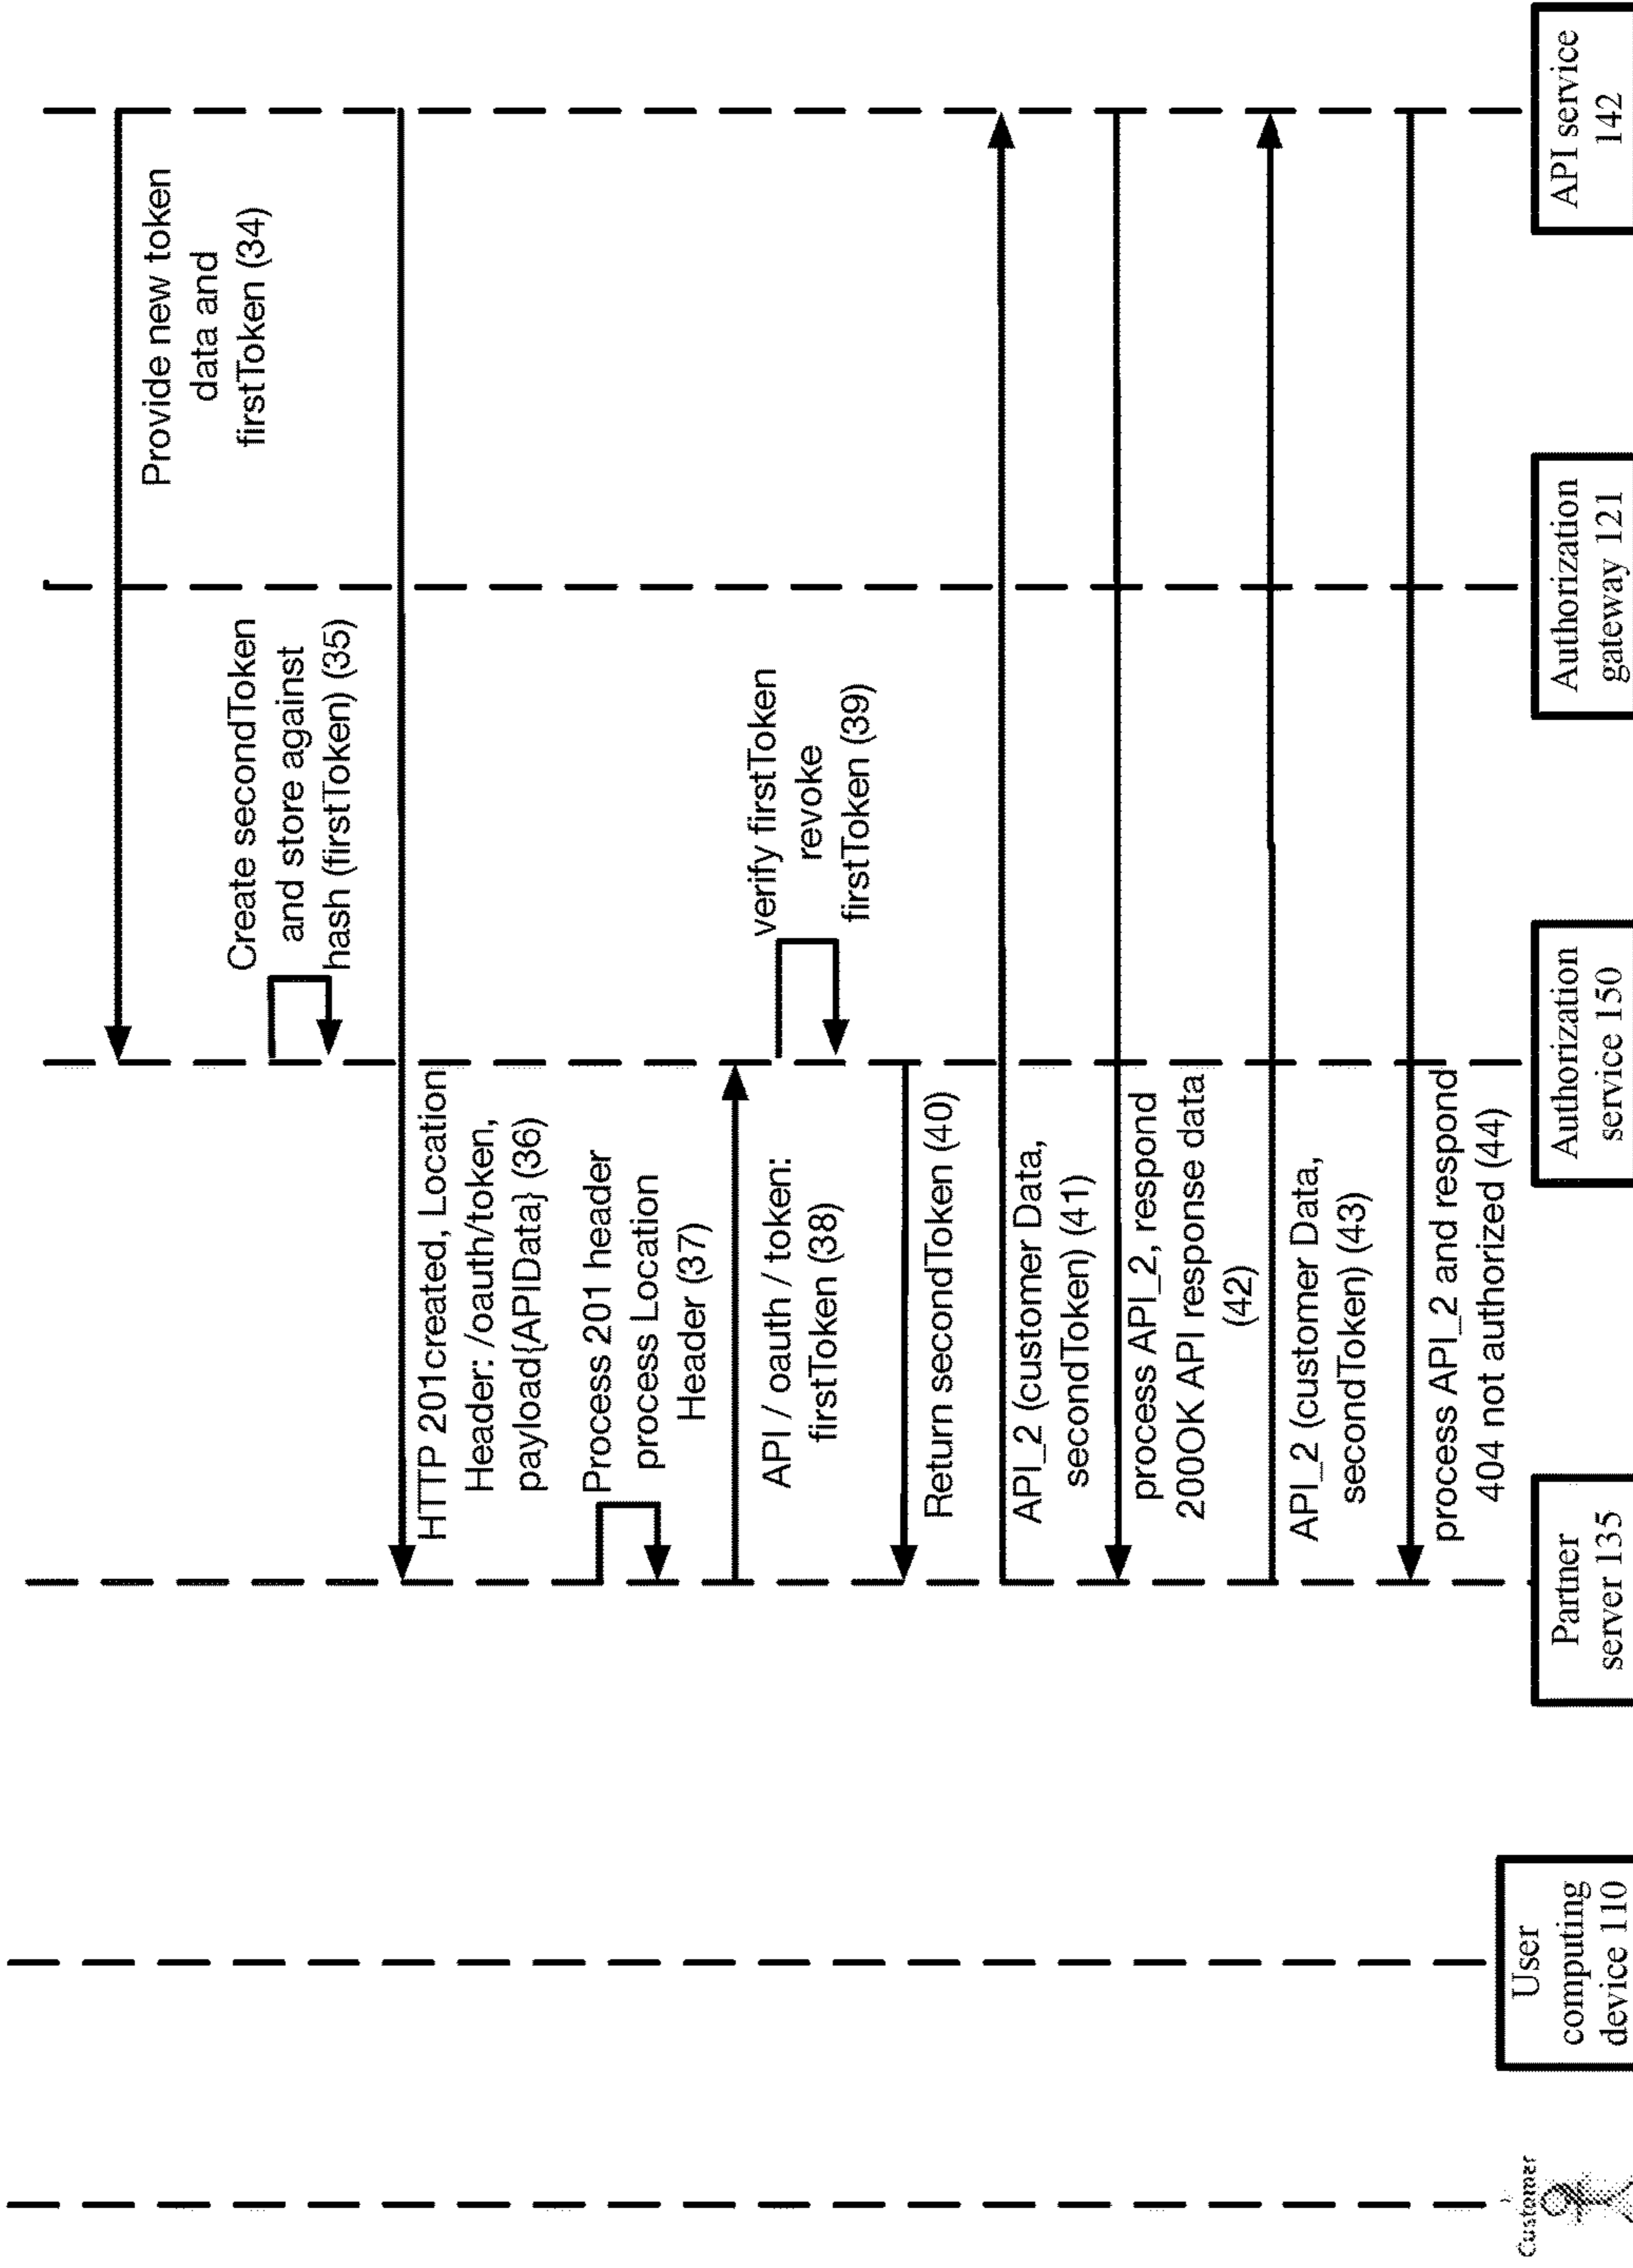 Provide new token
data and
firstToken (34)
Create secondToken
and store against
hash (firstToken) (35)
HTTP 201created, Location
Header: /oauth/token,
payload{APIData} (36)
Process 201 header
process Location
Header (37)
API / oauth / token:
firstToken (38)
verify firstToken
revoke
firstToken (39)
Return secondToken (40)
API_2 (customer Data,
secondToken) (41)
process API_2, respond
200OK API response data
(42)
API_2 (customer Data,
secondToken) (43)
process API_2 and respond
404 not authorized (44)
Customer
User
computing
device 110
Partner
server 135
Authorization
service 150
Authorization
gateway 121
API service
142